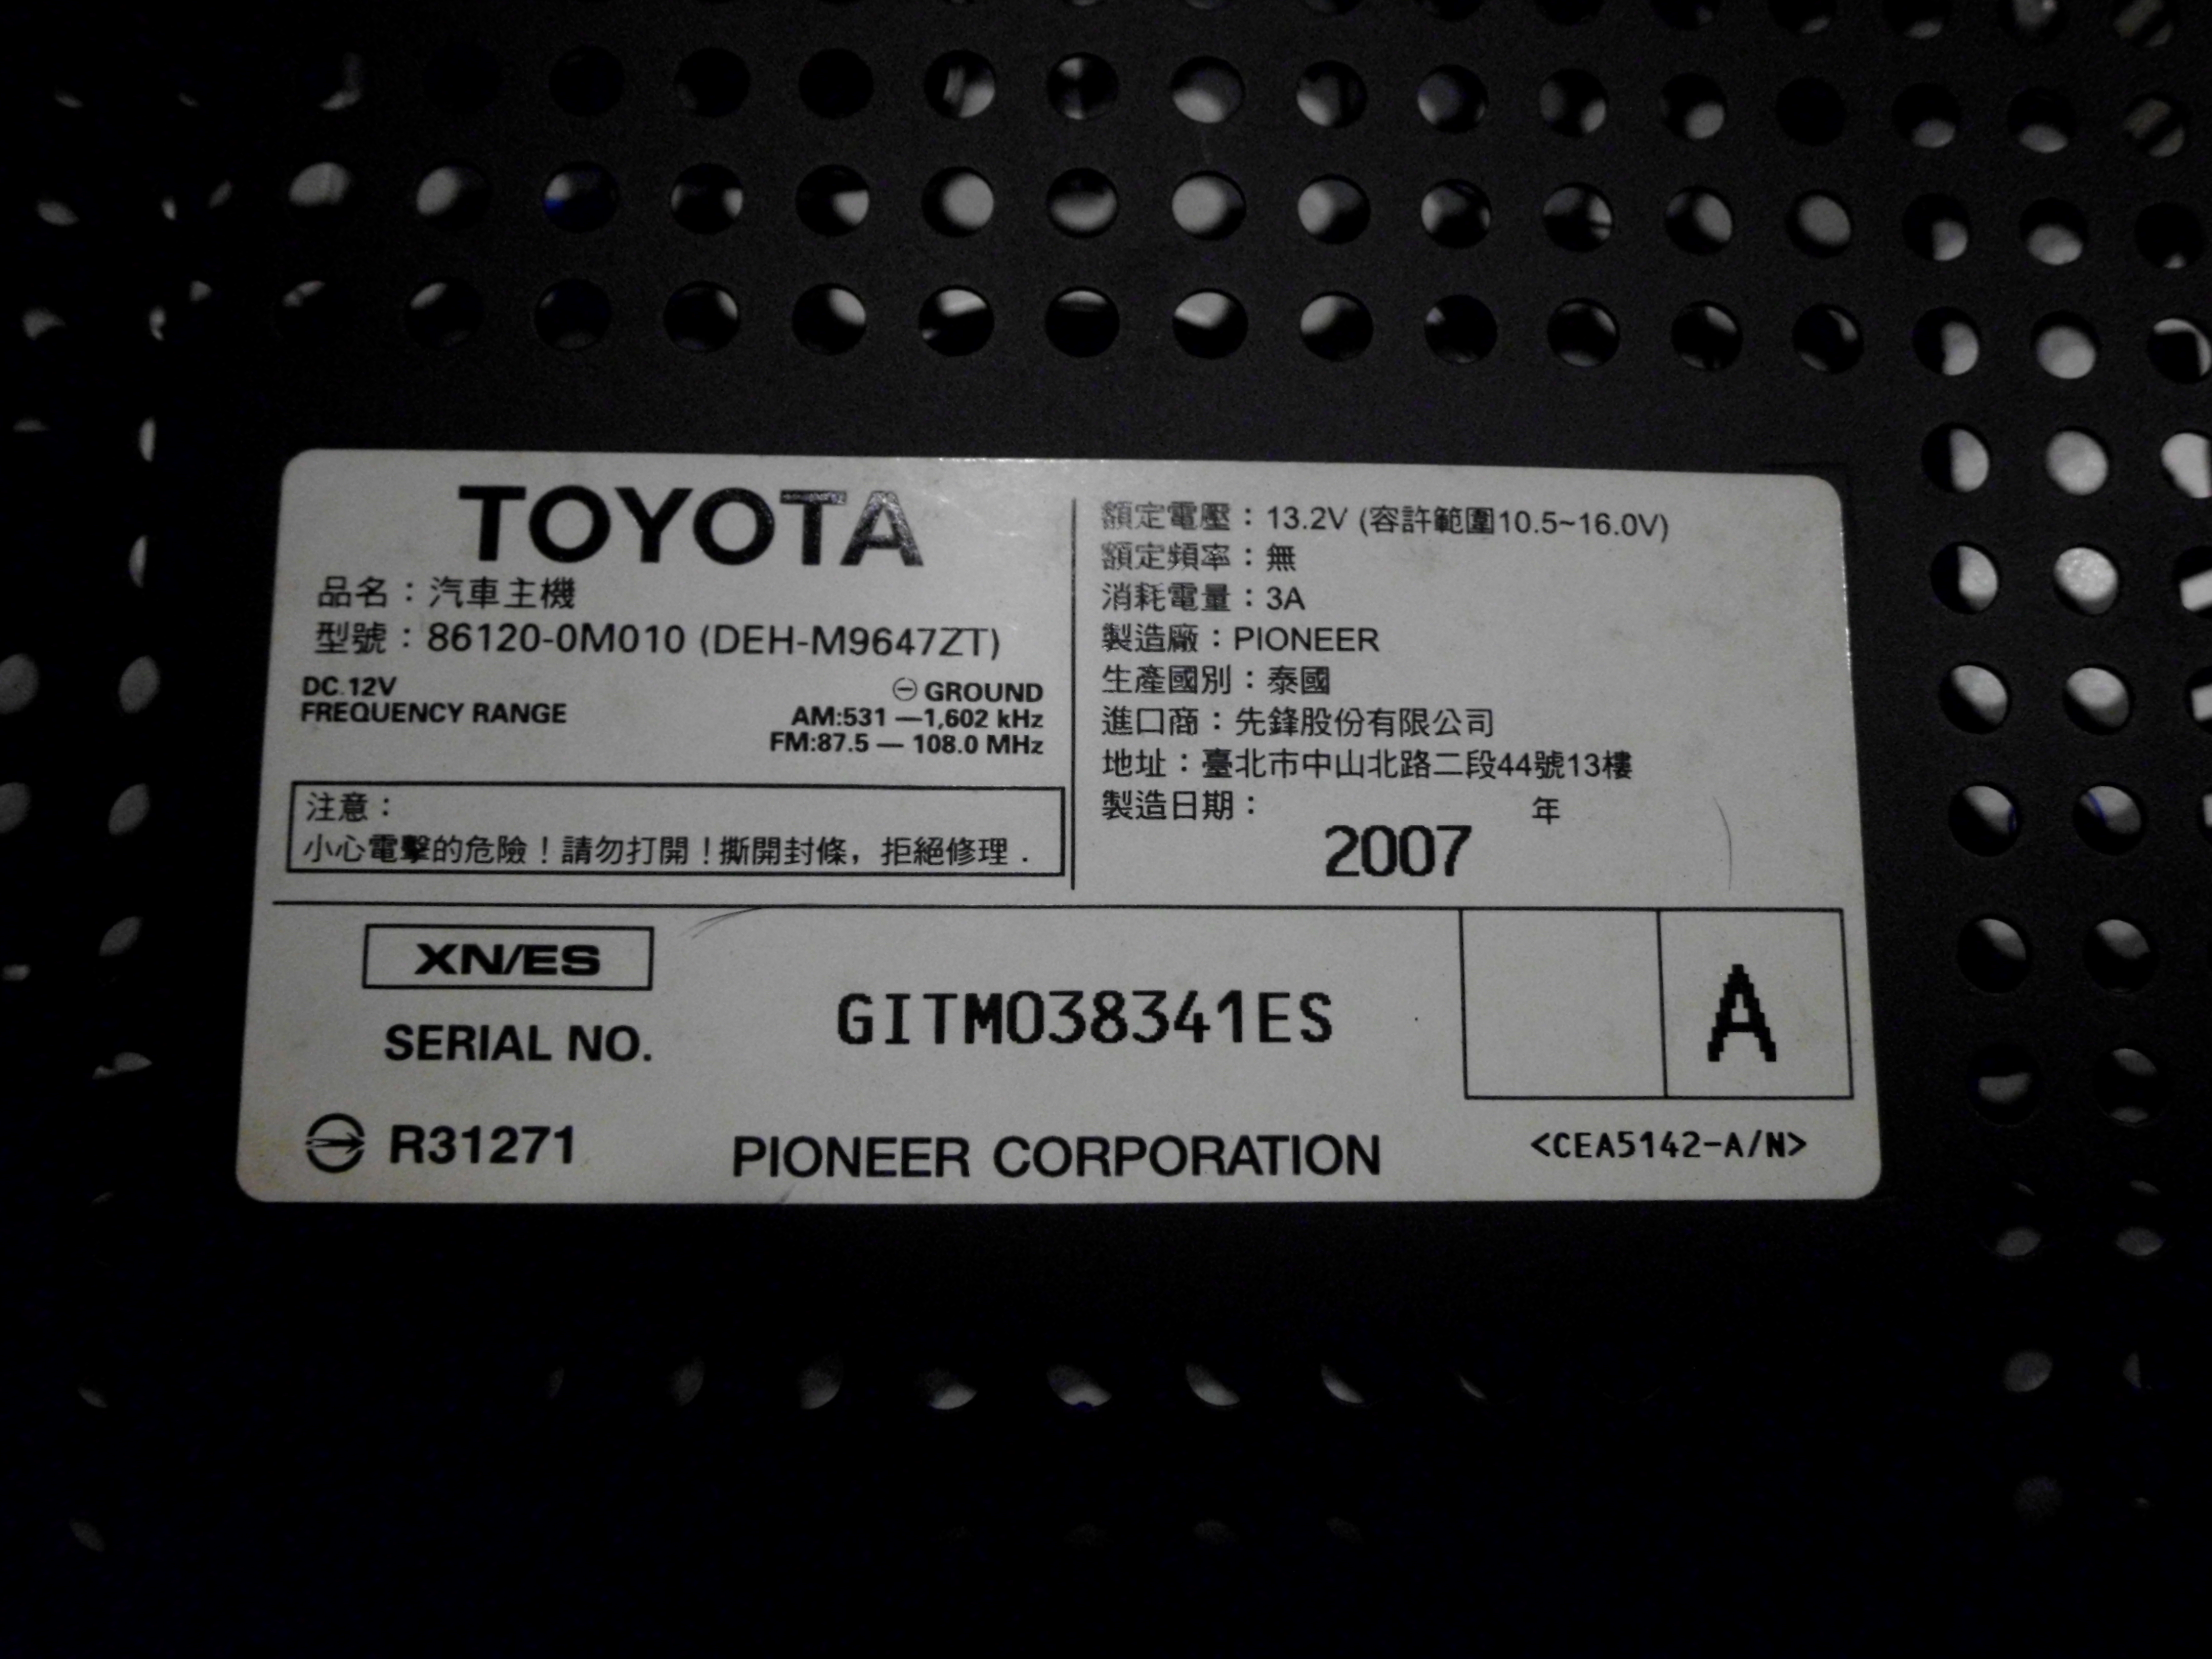 TOYOTA
品名：汽車主機
型號：86120-0M010 (DEH-M9647ZT)
DC 12V ⊖ GROUND
FREQUENCY RANGE AM:531 —1,602 kHz
FM:87.5 — 108.0 MHz
注意：
小心電擊的危險！請勿打開！撕開封條，拒絕修理．
額定電壓：13.2V (容許範圍10.5~16.0V)
額定頻率：無
消耗電量：3A
製造廠：PIONEER
生產國別：泰國
進口商：先鋒股份有限公司
地址：臺北市中山北路二段44號13樓
製造日期： 年
2007
XN/ES
SERIAL NO. GITM038341ES
A
R31271
PIONEER CORPORATION
<CEA5142-A/N>